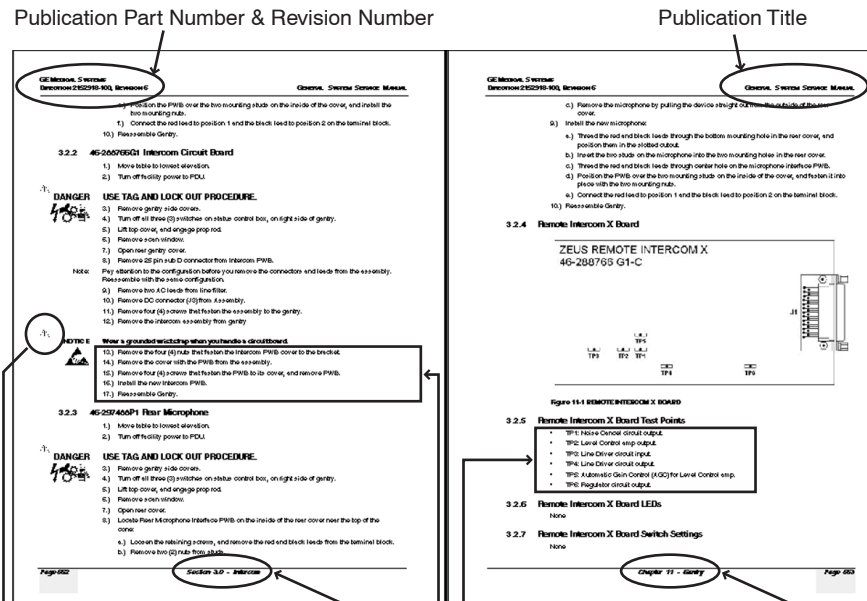 Publication Part Number & Revision Number
Publication Title
GE MEDICAL SYSTEMS
DIRECTION 2152918-100, REVISION 6
GENERAL SYSTEM SERVICE MANUAL
Position the PWB over the two mounting studs on the inside of the cover, and install the
two mounting nuts.
f.) Connect the red lead to position 1 and the black lead to position 2 on the terminal block.
10.) Reassemble Gantry.
3.2.2 46-288766G1 Intercom Circuit Board
1.) Move table to lowest elevation.
2.) Turn off facility power to PDU.
DANGER USE TAG AND LOCK OUT PROCEDURE.
3.) Remove gantry side covers.
4.) Turn off all three (3) switches on status control box, on right side of gantry.
5.) Lift top cover, and engage prop rod.
6.) Remove scan window.
7.) Open rear gantry cover.
8.) Remove 25 pin sub D connector from Intercom PWB.
Note: Pay attention to the configuration before you remove the connectors and leads from the assembly.
Reassemble with the same configuration.
9.) Remove two AC leads from line filter.
10.) Remove DC connector (J3) from Assembly.
11.) Remove four (4) screws that fasten the assembly to the gantry.
12.) Remove the intercom assembly from gantry
NOTICE Wear a grounded wrist strap when you handle a circuit board.
13.) Remove the four (4) nuts that fasten the Intercom PWB cover to the bracket.
14.) Remove the cover with the PWB from the assembly.
15.) Remove four (4) screws that fasten the PWB to its cover, and remove PWB.
16.) Install the new Intercom PWB.
17.) Reassemble Gantry.
3.2.3 46-297466P1 Rear Microphone
1.) Move table to lowest elevation.
2.) Turn off facility power to PDU.
DANGER USE TAG AND LOCK OUT PROCEDURE.
3.) Remove gantry side covers.
4.) Turn off all three (3) switches on status control box, on right side of gantry.
5.) Lift top cover, and engage prop rod.
6.) Remove scan window.
7.) Open rear cover.
8.) Locate Rear Microphone Interface PWB on the inside of the rear cover near the top of the
cone:
a.) Loosen the retaining screws, and remove the red and black leads from the terminal block.
b.) Remove two (2) nuts from studs.
Page 852
Section 3.0 - Intercom
GE MEDICAL SYSTEMS
DIRECTION 2152918-100, REVISION 6
GENERAL SYSTEM SERVICE MANUAL
c.) Remove the microphone by pulling the device straight out from the outside of the rear
cover.
9.) Install the new microphone:
a.) Thread the red and black leads through the bottom mounting hole in the rear cover, and
position them in the slotted cutout.
b.) Insert the two studs on the microphone into the two mounting holes in the rear cover.
c.) Thread the red and black leads through center hole on the microphone interface PWB.
d.) Position the PWB over the two mounting studs on the inside of the cover, and fasten it into
place with the two mounting nuts.
e.) Connect the red lead to position 1 and the black lead to position 2 on the terminal block.
10.) Reassemble Gantry.
3.2.4 Remote Intercom X Board
ZEUS REMOTE INTERCOM X
46-288766 G1-C
J1
TP5
TP3 TP2 TP1
TP4 TP6
Figure 11-1 REMOTE INTERCOM X BOARD
3.2.5 Remote Intercom X Board Test Points
• TP1: Noise Cancel circuit output.
• TP2: Level Control amp output.
• TP3: Line Driver circuit input.
• TP4: Line Driver circuit output.
• TP5: Automatic Gain Control (AGC) for Level Control amp.
• TP6: Regulator circuit output.
3.2.6 Remote Intercom X Board LEDs
None
3.2.7 Remote Intercom X Board Switch Settings
None
Chapter 11 - Gantry
Page 853